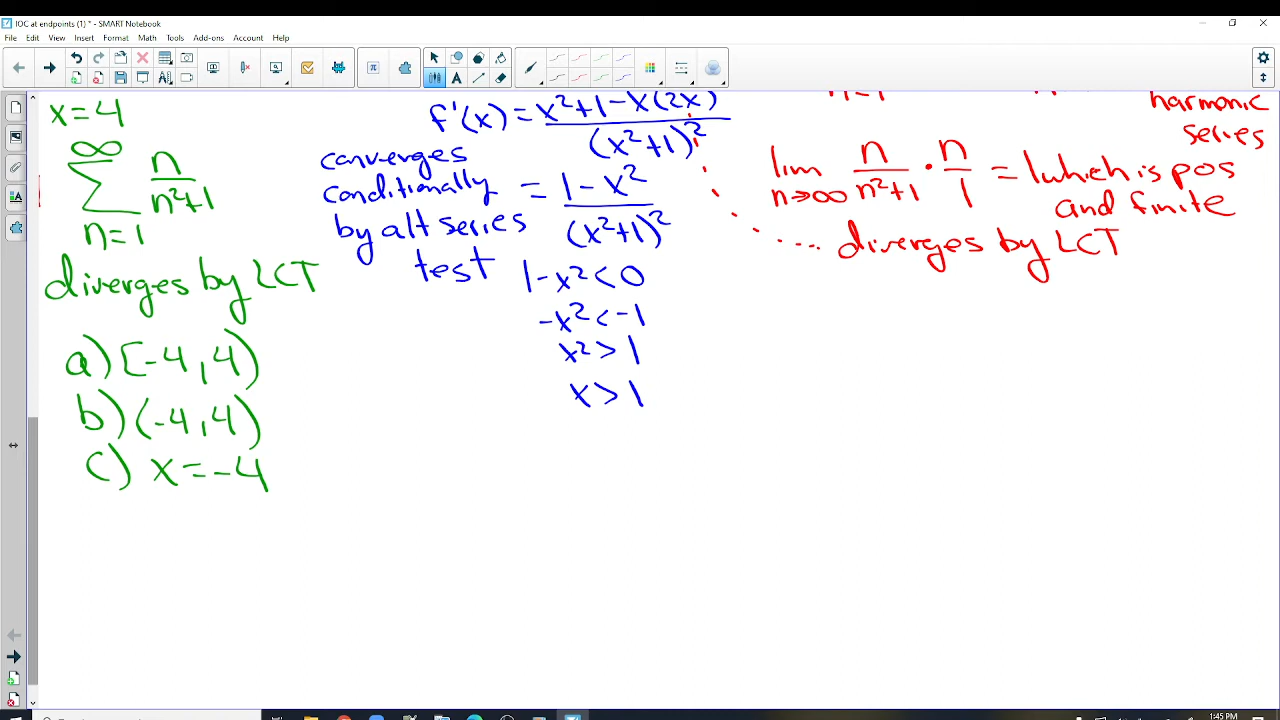 IOC at endpoints (1) * - SMART Notebook
File Edit View Insert Format Math Tools Add-ons Account Help
x=4
∞
∑ n/(n²+1)
n=1
diverges by LCT
a) [-4,4)
b) (-4,4)
c) x=-4
f'(x) = (x²+1-x(2x))/(x²+1)²
converges
conditionally
by alt series
test
= (1-x²)/(x²+1)²
1-x²<0
-x²<-1
x²>1
x>1
n=1
harmonic
series
lim n→∞ n/(n²+1) • n/1 = 1 which is pos
and finite
diverges by LCT
1:45 PM